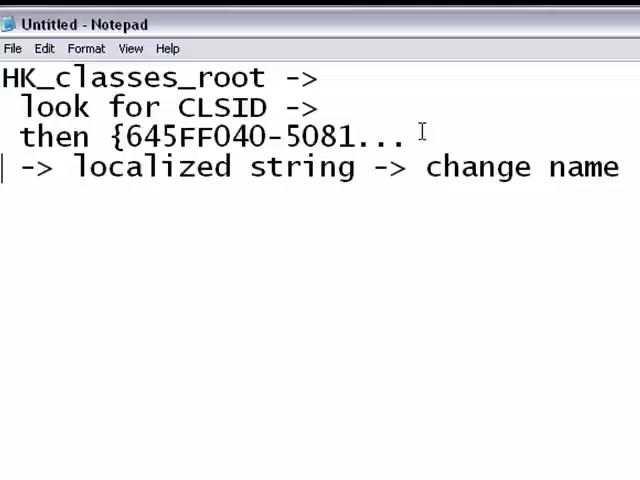 Untitled - Notepad
File Edit Format View Help
HK_classes_root ->
look for CLSID ->
then {645FF040-5081...
-> localized string -> change name